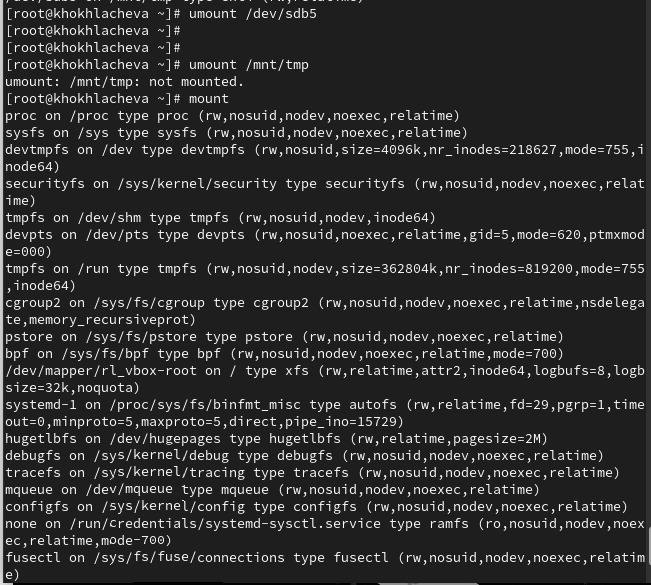 [root@khokhlacheva ~]# umount /dev/sdb5
[root@khokhlacheva ~]#
[root@khokhlacheva ~]#
[root@khokhlacheva ~]# umount /mnt/tmp
umount: /mnt/tmp: not mounted.
[root@khokhlacheva ~]# mount
proc on /proc type proc (rw,nosuid,nodev,noexec,relatime)
sysfs on /sys type sysfs (rw,nosuid,nodev,noexec,relatime)
devtmpfs on /dev type devtmpfs (rw,nosuid,size=4096k,nr_inodes=218627,mode=755,i
node64)
securityfs on /sys/kernel/security type securityfs (rw,nosuid,nodev,noexec,relat
ime)
tmpfs on /dev/shm type tmpfs (rw,nosuid,nodev,inode64)
devpts on /dev/pts type devpts (rw,nosuid,noexec,relatime,gid=5,mode=620,ptmxmod
e=000)
tmpfs on /run type tmpfs (rw,nosuid,nodev,size=362804k,nr_inodes=819200,mode=755
,inode64)
cgroup2 on /sys/fs/cgroup type cgroup2 (rw,nosuid,nodev,noexec,relatime,nsdelega
te,memory_recursiveprot)
pstore on /sys/fs/pstore type pstore (rw,nosuid,nodev,noexec,relatime)
bpf on /sys/fs/bpf type bpf (rw,nosuid,nodev,noexec,relatime,mode=700)
/dev/mapper/rl_vbox-root on / type xfs (rw,relatime,attr2,inode64,logbufs=8,logb
size=32k,noquota)
systemd-1 on /proc/sys/fs/binfmt_misc type autofs (rw,relatime,fd=29,pgrp=1,time
out=0,minproto=5,maxproto=5,direct,pipe_ino=15729)
hugetlbfs on /dev/hugepages type hugetlbfs (rw,relatime,pagesize=2M)
debugfs on /sys/kernel/debug type debugfs (rw,nosuid,nodev,noexec,relatime)
tracefs on /sys/kernel/tracing type tracefs (rw,nosuid,nodev,noexec,relatime)
mqueue on /dev/mqueue type mqueue (rw,nosuid,nodev,noexec,relatime)
configfs on /sys/kernel/config type configfs (rw,nosuid,nodev,noexec,relatime)
none on /run/credentials/systemd-sysctl.service type ramfs (ro,nosuid,nodev,noex
ec,relatime,mode=700)
fusectl on /sys/fs/fuse/connections type fusectl (rw,nosuid,nodev,noexec,relatim
e)